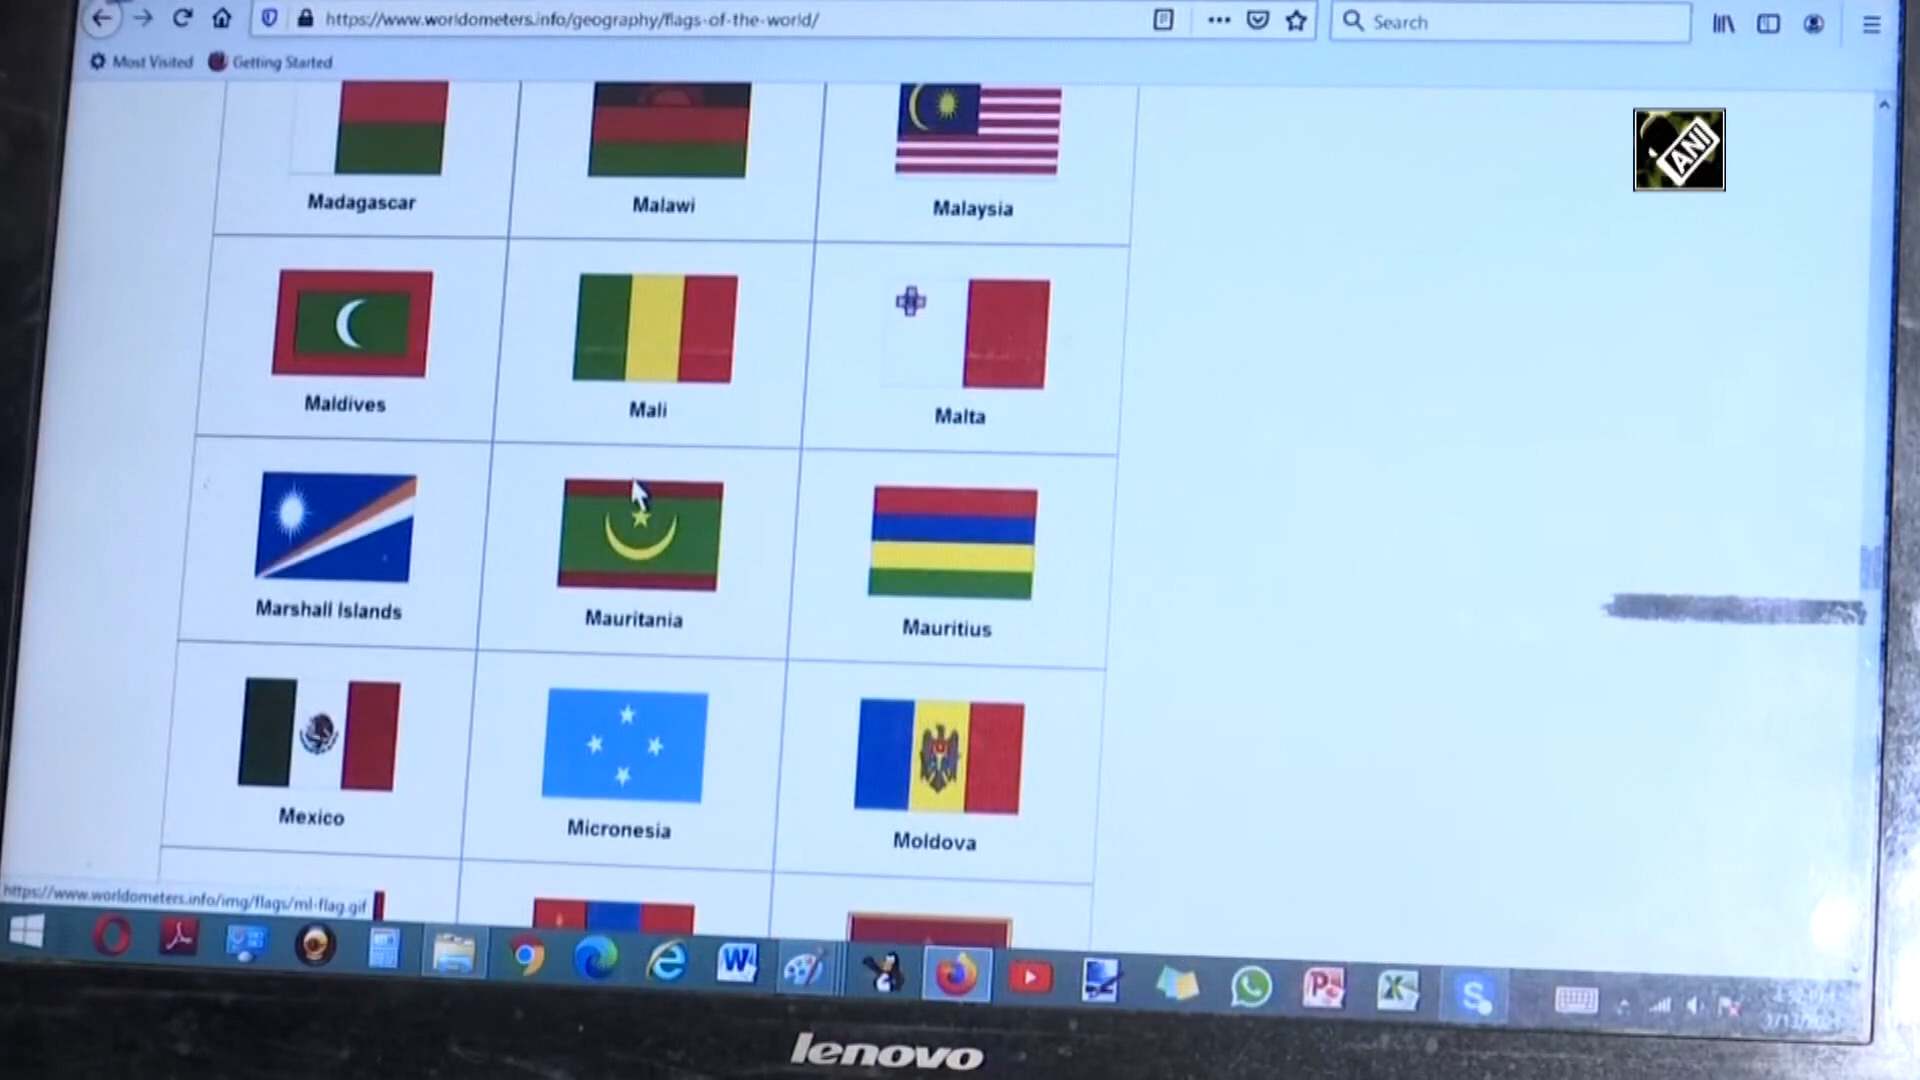 https://www.worldometers.info/geography/flags-of-the-world/
Search
Most Visited
Getting Started
ANI
Madagascar
Malawi
Malaysia
Maldives
Mali
Malta
Marshall Islands
Mauritania
Mauritius
Mexico
Micronesia
Moldova
https://www.worldometers.info/img/flags/ml-flag.gif
lenovo